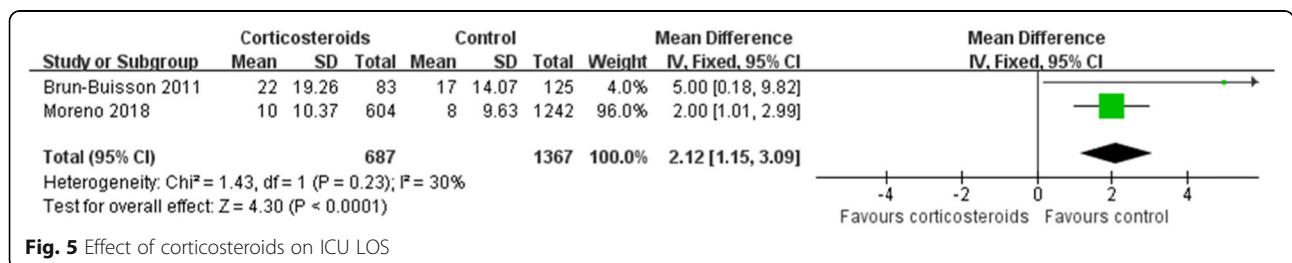 Corticosteroids Control Mean Difference Mean Difference
Study or Subgroup Mean SD Total Mean SD Total Weight IV, Fixed, 95% CI IV, Fixed, 95% CI
Brun-Buisson 2011 22 19.26 83 17 14.07 125 4.0% 5.00 [0.18, 9.82]
Moreno 2018 10 10.37 604 8 9.63 1242 96.0% 2.00 [1.01, 2.99]
Total (95% CI) 687 1367 100.0% 2.12 [1.15, 3.09]
Heterogeneity: Chi² = 1.43, df = 1 (P = 0.23); I² = 30%
Test for overall effect: Z = 4.30 (P < 0.0001)
-4 -2 0 2 4
Favours corticosteroids Favours control
Fig. 5 Effect of corticosteroids on ICU LOS